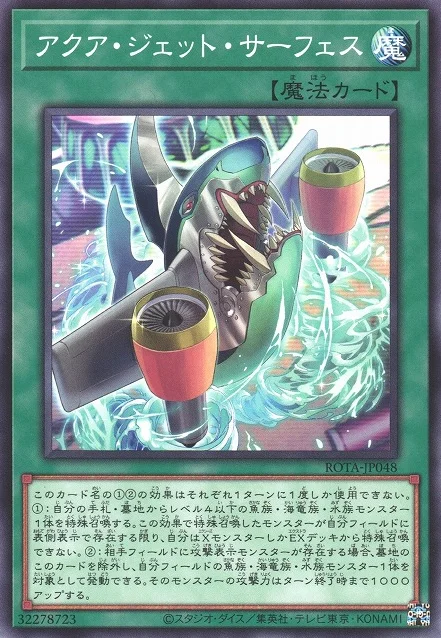 アクア・ジェット・サーフェス
魔
【魔法カード】
ROTA-JP048
このカード名の①②の効果はそれぞれ1ターンに1度しか使用できない。
①：自分の手札・墓地からレベル4以下の魚族・海竜族・水族モンスター
1体を特殊召喚する。この効果で特殊召喚したモンスターが自分フィールドに
表側表示で存在する限り、自分はXモンスターしかEXデッキから特殊召喚
できない。②：相手フィールドに攻撃表示モンスターが存在する場合、墓地の
このカードを除外し、自分フィールドの魚族・海竜族・水族モンスター1体を
対象として発動できる。そのモンスターの攻撃力はターン終了時まで1000
アップする。
32278723
©スタジオ・ダイス／集英社・テレビ東京・KONAMI